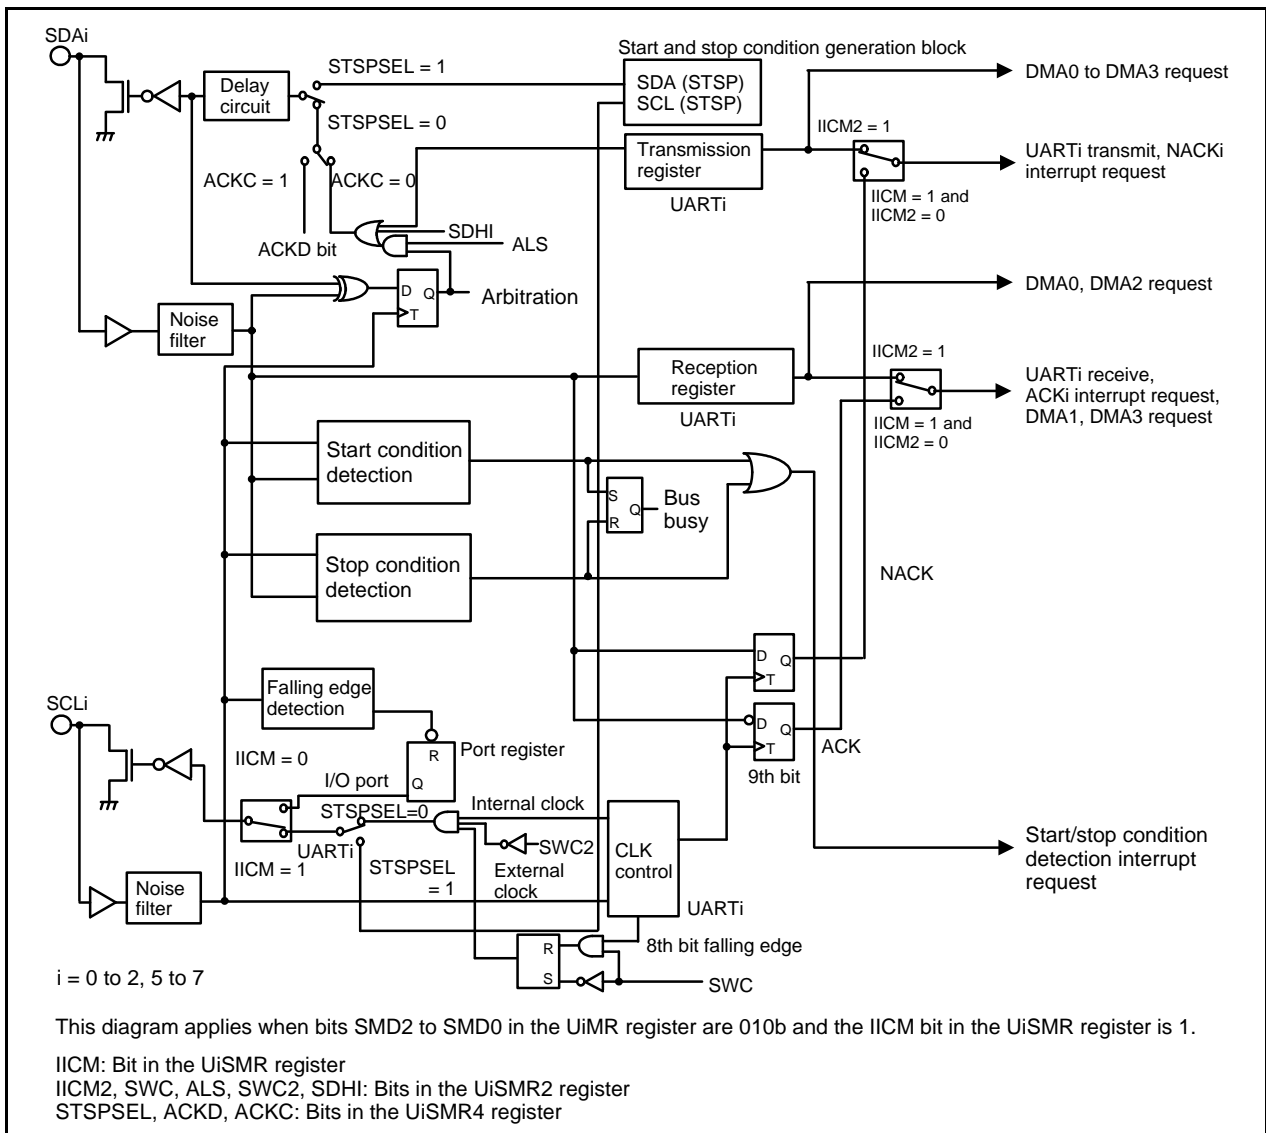 SDAi
STSPSEL = 1
Start and stop condition generation block
Delay
circuit
SDA (STSP)
SCL (STSP)
DMA0 to DMA3 request
STSPSEL = 0
IICM2 = 1
Transmission
register
UARTi transmit, NACKi
interrupt request
ACKC = 1
ACKC = 0
UARTi
IICM = 1 and
IICM2 = 0
ACKD bit
SDHI
ALS
D
Q
T
Arbitration
DMA0, DMA2 request
Noise
filter
IICM2 = 1
Reception
register
UARTi receive,
ACKi interrupt request,
DMA1, DMA3 request
UARTi
IICM = 1 and
IICM2 = 0
Start condition
detection
S
Q
R
Bus
busy
Stop condition
detection
NACK
D
Q
T
Falling edge
detection
SCLi
D
Q
T
ACK
9th bit
Port register
R
Q
IICM = 0
I/O port
STSPSEL=0
Internal clock
UARTi
SWC2
CLK
control
IICM = 1
STSPSEL
= 1
External
clock
Start/stop condition
detection interrupt
request
Noise
filter
UARTi
R
S
8th bit falling edge
SWC
i = 0 to 2, 5 to 7
This diagram applies when bits SMD2 to SMD0 in the UiMR register are 010b and the IICM bit in the UiSMR register is 1.
IICM: Bit in the UiSMR register
IICM2, SWC, ALS, SWC2, SDHI: Bits in the UiSMR2 register
STSPSEL, ACKD, ACKC: Bits in the UiSMR4 register